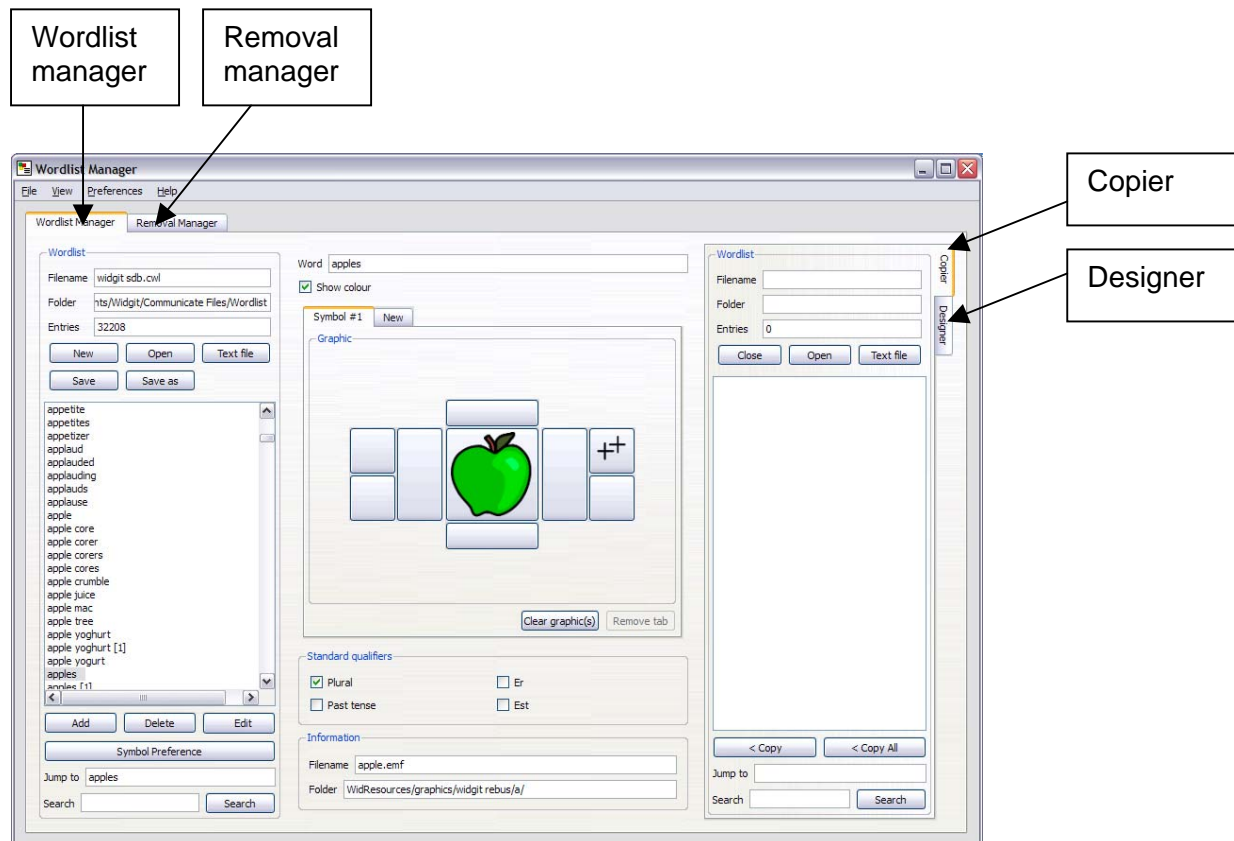 Wordlist
manager
Removal
manager
Copier
Designer
Wordlist Manager
File View Preferences Help
Wordlist Manager Removal Manager
Wordlist
Filename widgit sdb.cwl
Folder nts/Widgit/Communicate Files/Wordlist
Entries 32208
New Open Text file
Save Save as
appetite
appetites
appetizer
applaud
applauded
applauding
applauds
applause
apple
apple core
apple corer
apple corers
apple cores
apple crumble
apple juice
apple mac
apple tree
apple yoghurt
apple yoghurt [1]
apple yogurt
apples
apples [1]
Add Delete Edit
Symbol Preference
Jump to apples
Search Search
Word apples
Show colour
Symbol #1 New
Graphic
++
Clear graphic(s) Remove tab
Standard qualifiers
Plural Er
Past tense Est
Information
Filename apple.emf
Folder WidResources/graphics/widgit rebus/a/
Wordlist
Filename
Folder
Entries 0
Close Open Text file
< Copy < Copy All
Jump to
Search Search
Copier
Designer